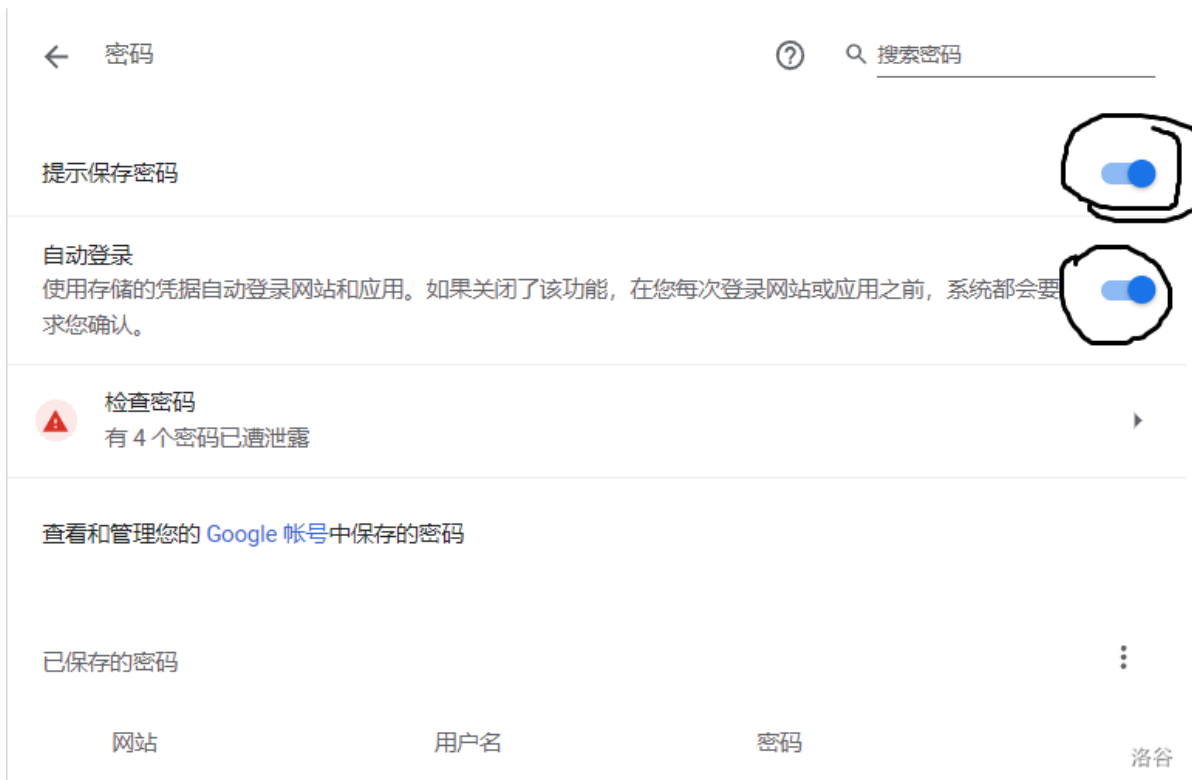 密码
搜索密码
提示保存密码
自动登录
使用存储的凭据自动登录网站和应用。如果关闭了该功能，在您每次登录网站或应用之前，系统都会要
求您确认。
检查密码
有 4 个密码已遭泄露
查看和管理您的 Google 帐号中保存的密码
已保存的密码
网站 用户名 密码
洛谷